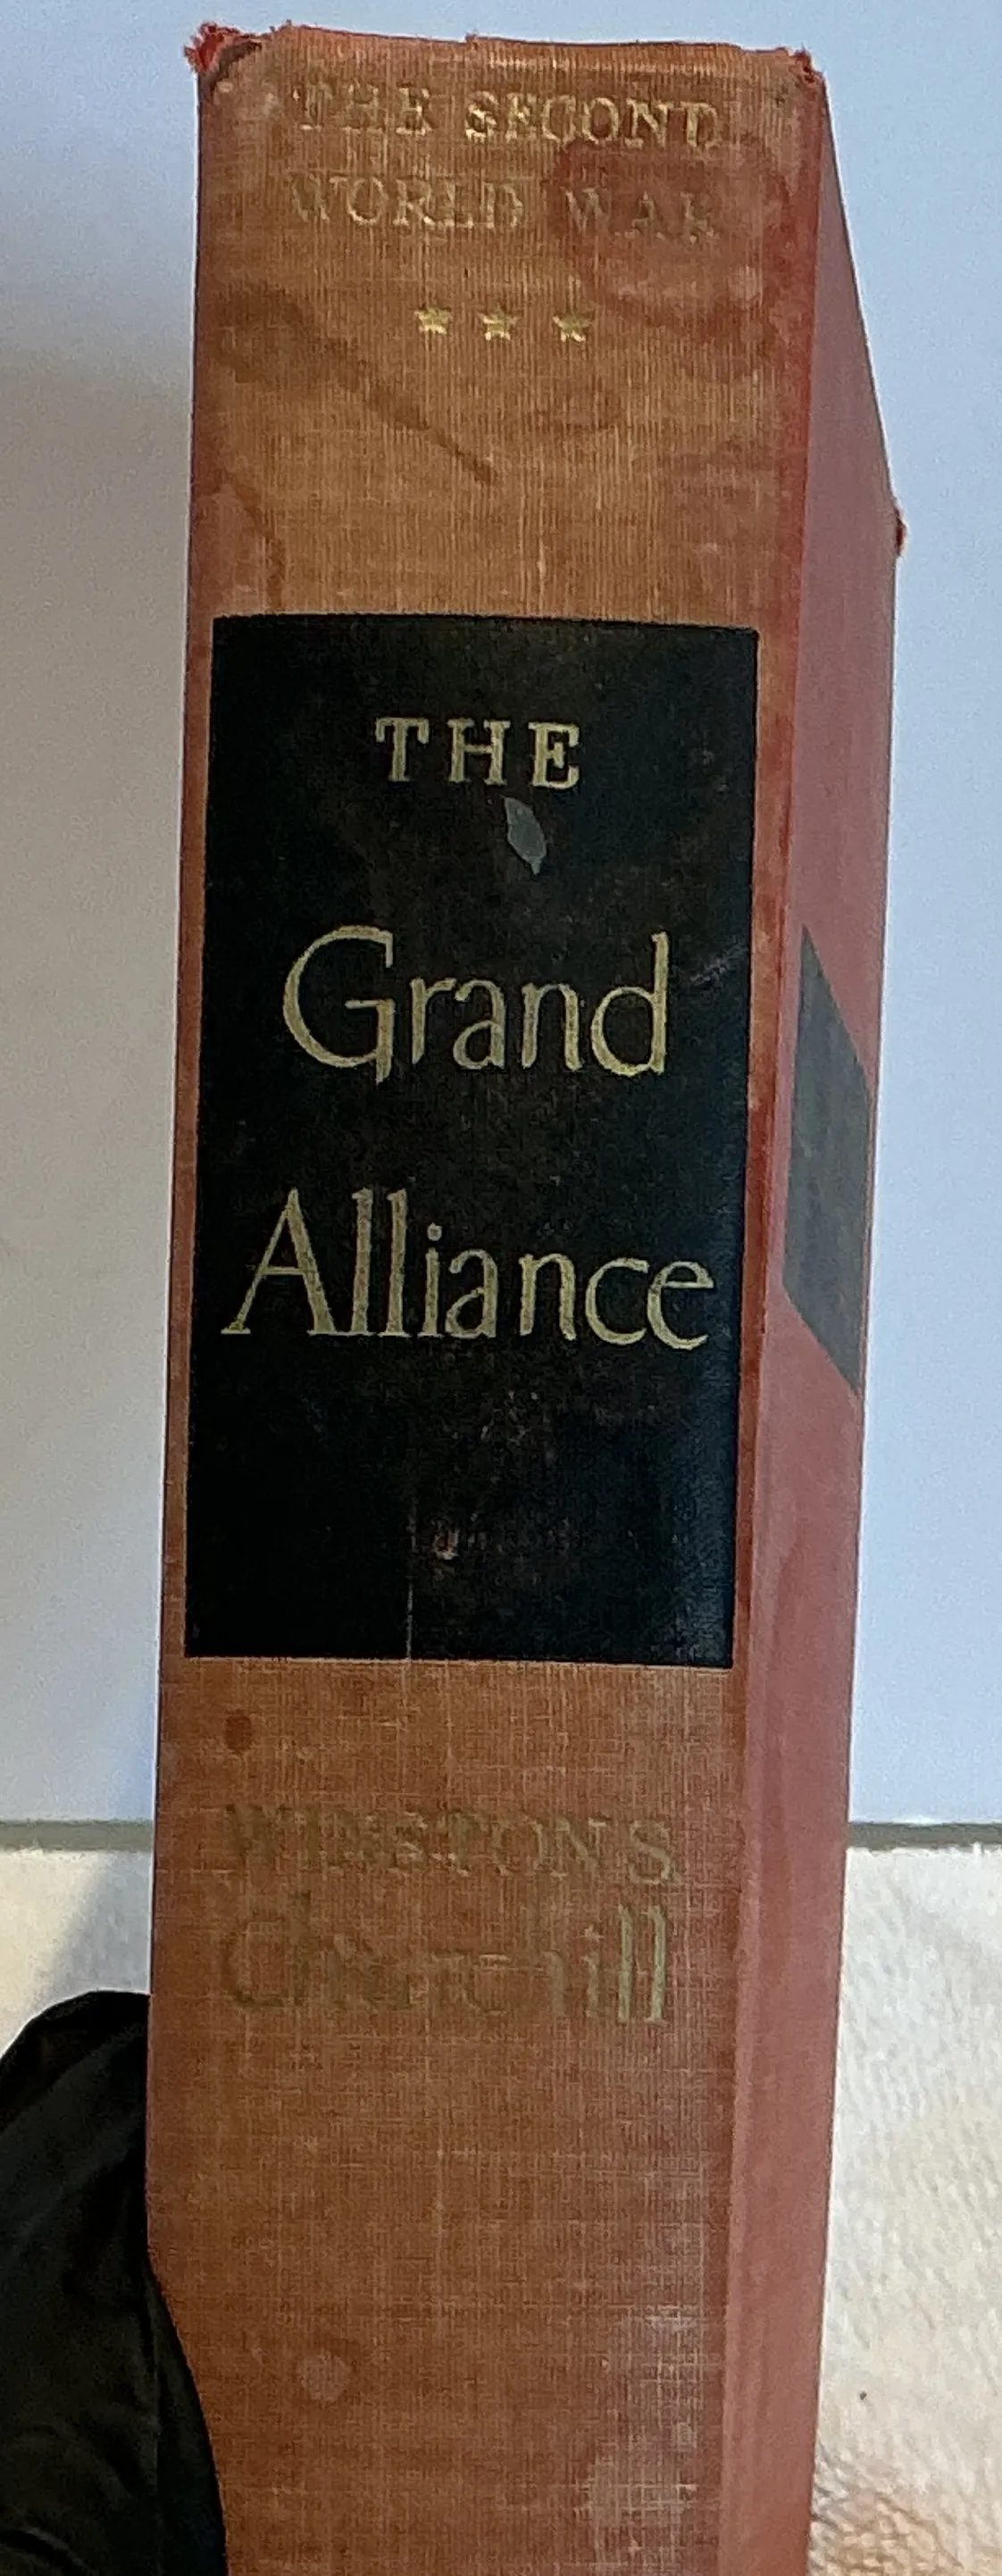 THE SECOND
WORLD WAR
★ ★ ★
THE
Grand
Alliance
WINSTON S.
Churchill